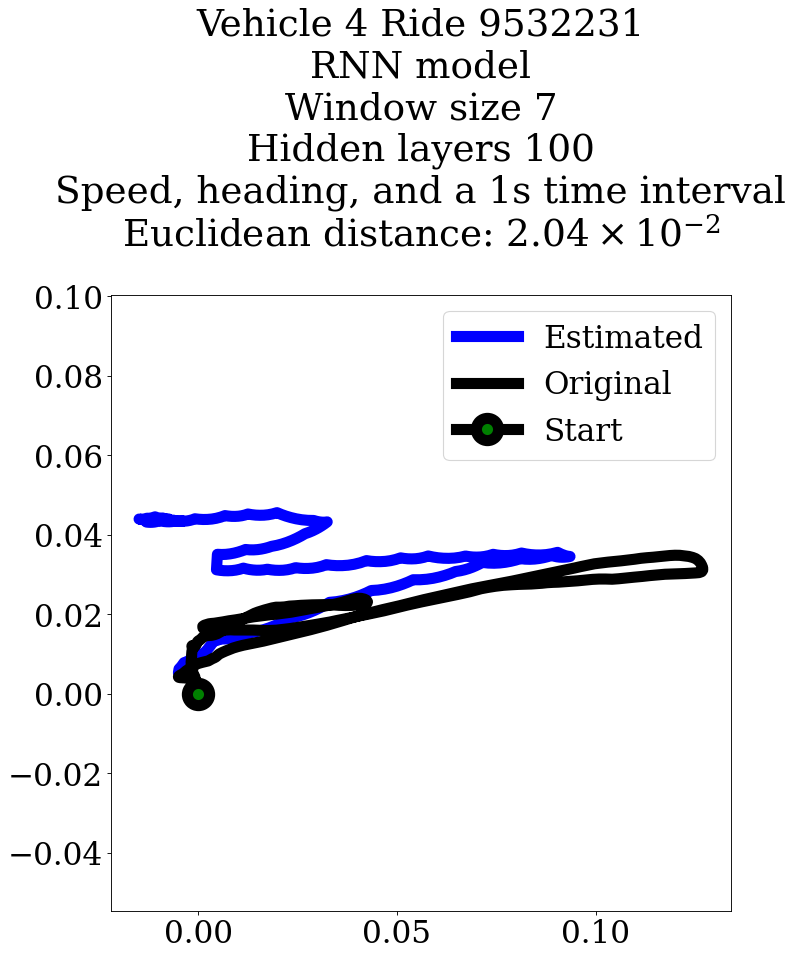 Vehicle 4 Ride 9532231
RNN model
Window size 7
Hidden layers 100
Speed, heading, and a 1s time interval
Euclidean distance: 2.04 × 10⁻²
0.10
0.08
0.06
0.04
0.02
0.00
−0.02
−0.04
Estimated
Original
Start
0.00 0.05 0.10